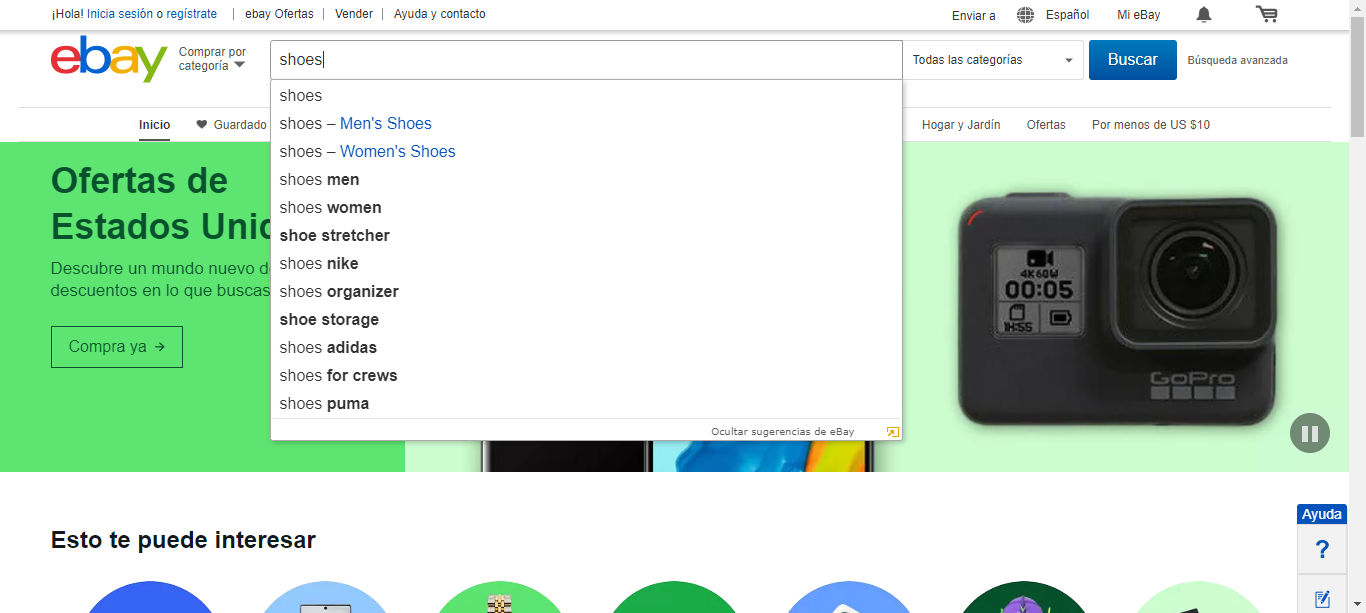 ¡Hola! Inicia sesión o regístrate
ebay Ofertas
Vender
Ayuda y contacto
Enviar a
Español
Mi eBay
ebay
Comprar por
categoría
shoes
Todas las categorías
Buscar
Búsqueda avanzada
Inicio
Guardado
Hogar y Jardín
Ofertas
Por menos de US $10
shoes
shoes – Men's Shoes
shoes – Women's Shoes
shoes men
shoes women
shoe stretcher
shoes nike
shoes organizer
shoe storage
shoes adidas
shoes for crews
shoes puma
Ocultar sugerencias de eBay
Ofertas de
Estados Unid
Descubre un mundo nuevo de
descuentos en lo que buscas
Compra ya →
4K60W
00:05
1H:55
GoPro
Ayuda
?
Esto te puede interesar